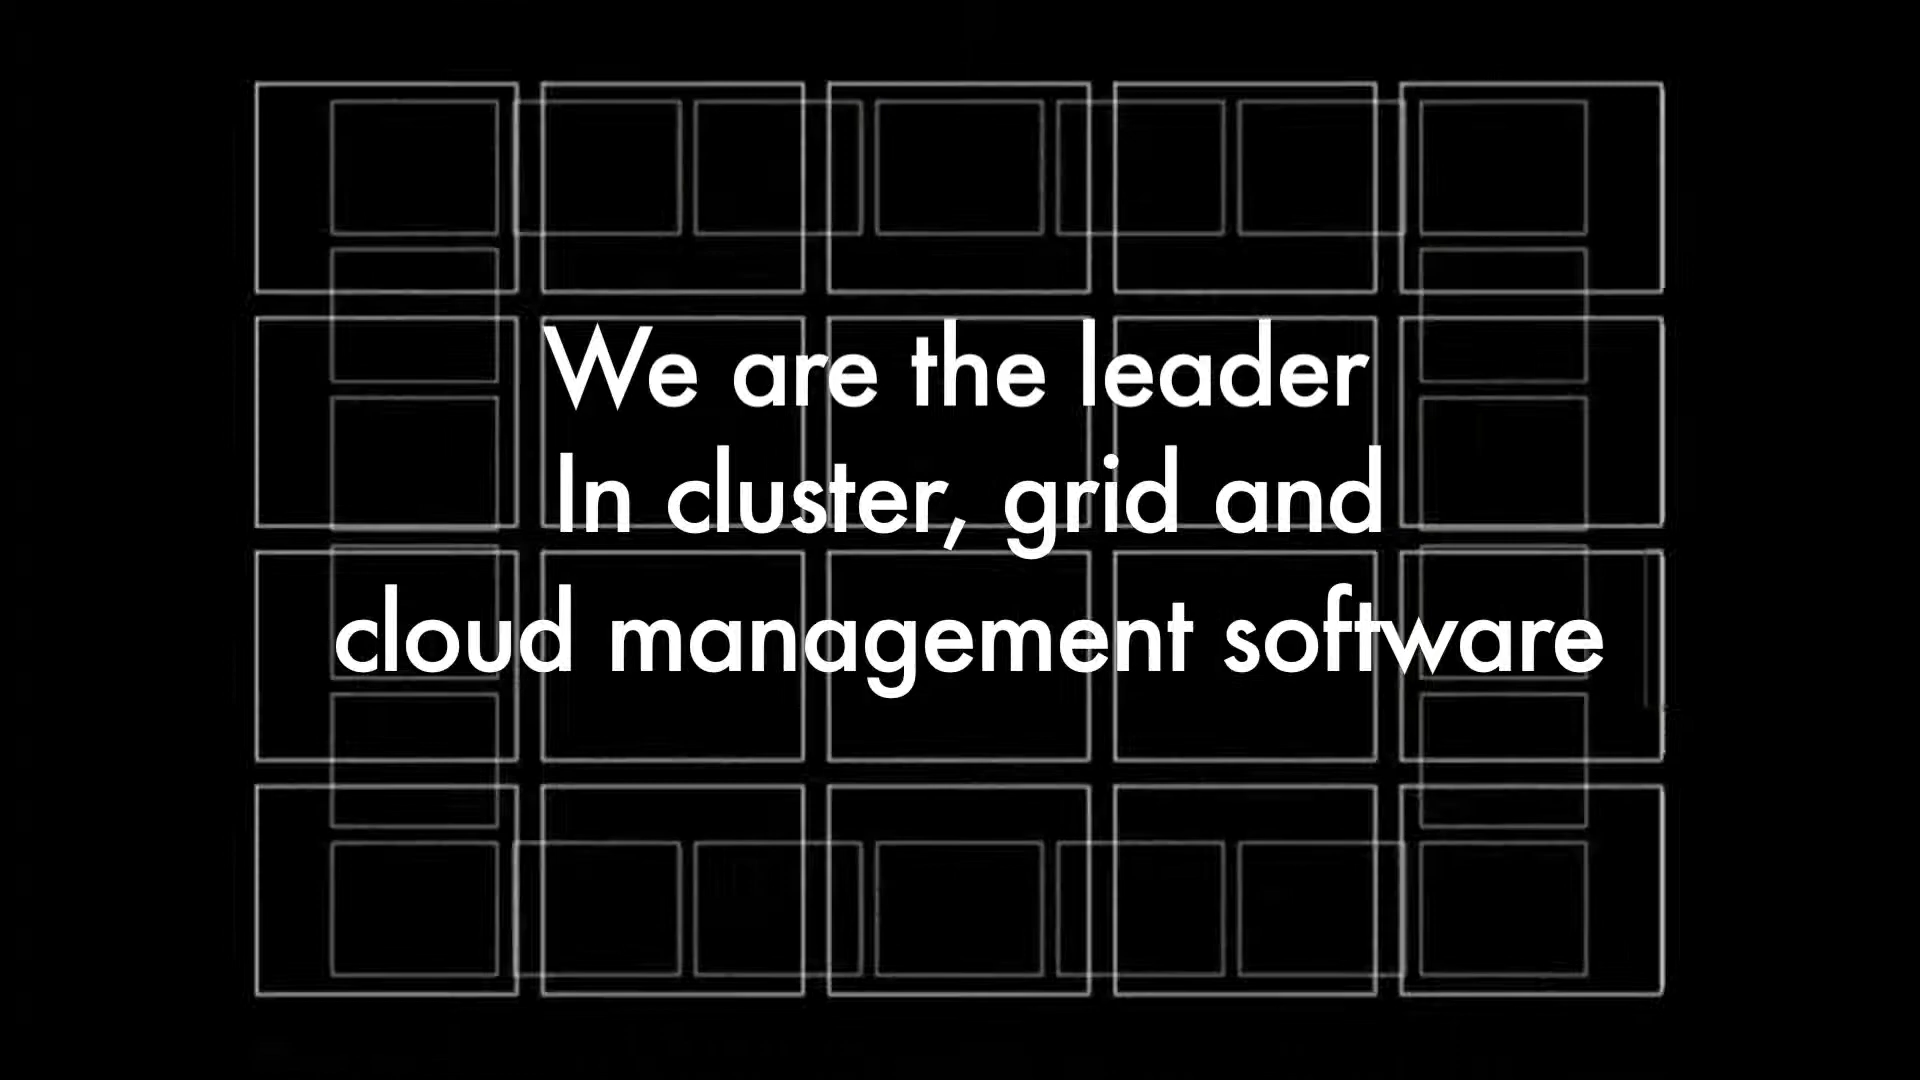 We are the leader
In cluster, grid and
cloud management software